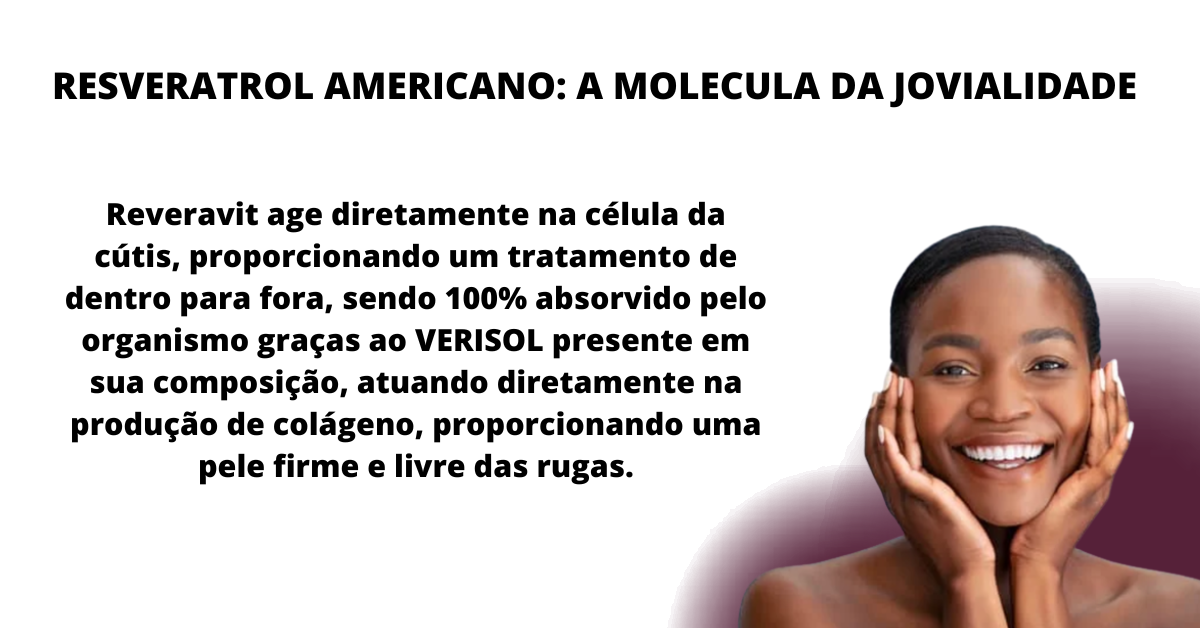 RESVERATROL AMERICANO: A MOLECULA DA JOVIALIDADE
Reveravit age diretamente na célula da
cútis, proporcionando um tratamento de
dentro para fora, sendo 100% absorvido pelo
organismo graças ao VERISOL presente em
sua composição, atuando diretamente na
produção de colágeno, proporcionando uma
pele firme e livre das rugas.